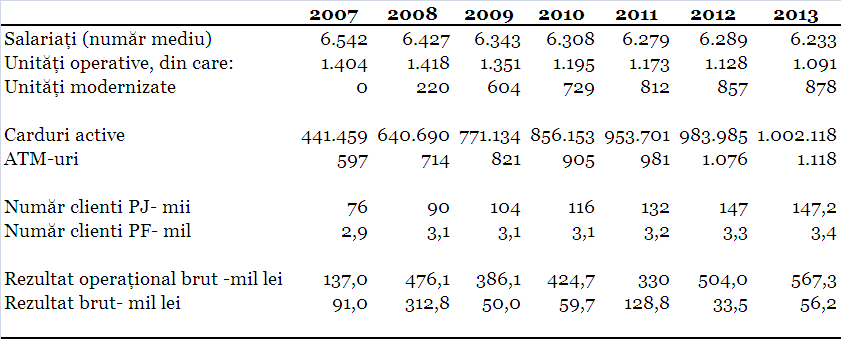 2007 2008 2009 2010 2011 2012 2013
Salariați (număr mediu) 6.542 6.427 6.343 6.308 6.279 6.289 6.233
Unități operative, din care: 1.404 1.418 1.351 1.195 1.173 1.128 1.091
Unități modernizate 0 220 604 729 812 857 878
Carduri active 441.459 640.690 771.134 856.153 953.701 983.985 1.002.118
ATM-uri 597 714 821 905 981 1.076 1.118
Număr clienti PJ- mii 76 90 104 116 132 147 147,2
Număr clienti PF- mil 2,9 3,1 3,1 3,1 3,2 3,3 3,4
Rezultat operațional brut -mil lei 137,0 476,1 386,1 424,7 330 504,0 567,3
Rezultat brut- mil lei 91,0 312,8 50,0 59,7 128,8 33,5 56,2